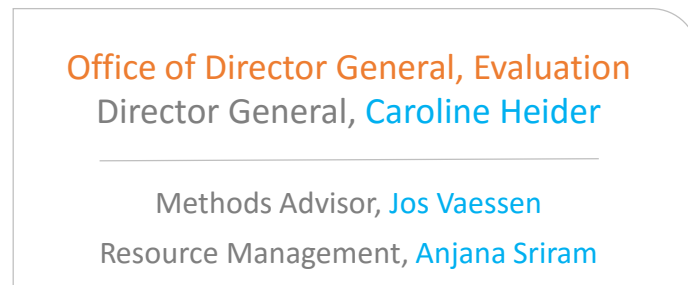 Office of Director General, Evaluation
Director General, Caroline Heider
Methods Advisor, Jos Vaessen
Resource Management, Anjana Sriram